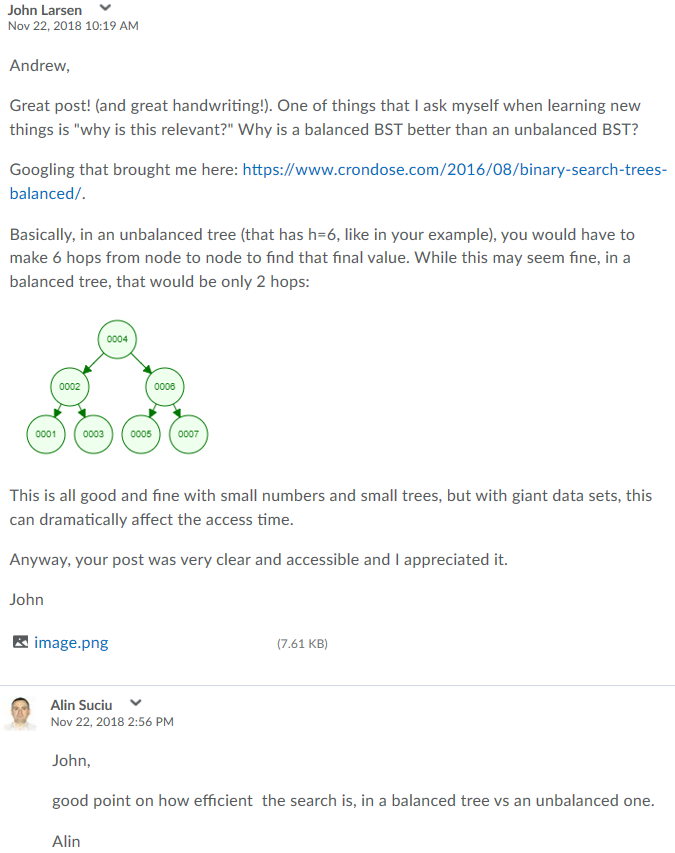 John Larsen
Nov 22, 2018 10:19 AM
Andrew,
Great post! (and great handwriting!). One of things that I ask myself when learning new
things is "why is this relevant?" Why is a balanced BST better than an unbalanced BST?
Googling that brought me here: https://www.crondose.com/2016/08/binary-search-trees-
balanced/.
Basically, in an unbalanced tree (that has h=6, like in your example), you would have to
make 6 hops from node to node to find that final value. While this may seem fine, in a
balanced tree, that would be only 2 hops:
0004
0002 0006
0001 0003 0005 0007
This is all good and fine with small numbers and small trees, but with giant data sets, this
can dramatically affect the access time.
Anyway, your post was very clear and accessible and I appreciated it.
John
image.png (7.61 KB)
Alin Suciu
Nov 22, 2018 2:56 PM
John,
good point on how efficient  the search is, in a balanced tree vs an unbalanced one.
Alin